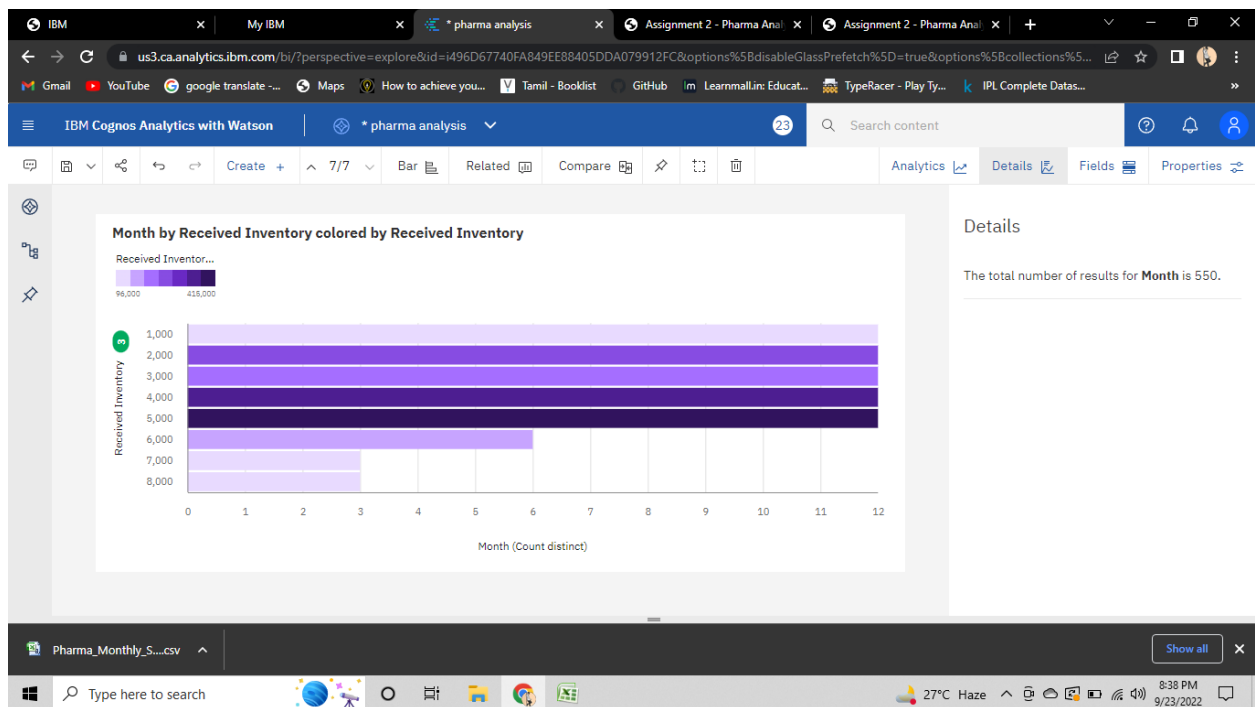 IBM
My IBM
* pharma analysis
Assignment 2 - Pharma Anal
Assignment 2 - Pharma Anal
us3.ca.analytics.ibm.com/bi/?perspective=explore&id=i496D67740FA849EE88405DDA079912FC&options%5BdisableGlassPrefetch%5D=true&options%5Bcollections%5...
Gmail YouTube google translate -... Maps How to achieve you... Tamil - Booklist GitHub Learnmall.in: Educat... TypeRacer - Play Ty... IPL Complete Datas... »
IBM Cognos Analytics with Watson * pharma analysis 23 Search content
Create + 7/7 Bar Related Compare Analytics Details Fields Properties
Month by Received Inventory colored by Received Inventory
Received Inventor...
96,000 415,000
3
Received Inventory
1,000
2,000
3,000
4,000
5,000
6,000
7,000
8,000
0 1 2 3 4 5 6 7 8 9 10 11 12
Month (Count distinct)
Details
The total number of results for Month is 550.
Pharma_Monthly_S....csv Show all
Type here to search 27°C Haze 8:38 PM
9/23/2022